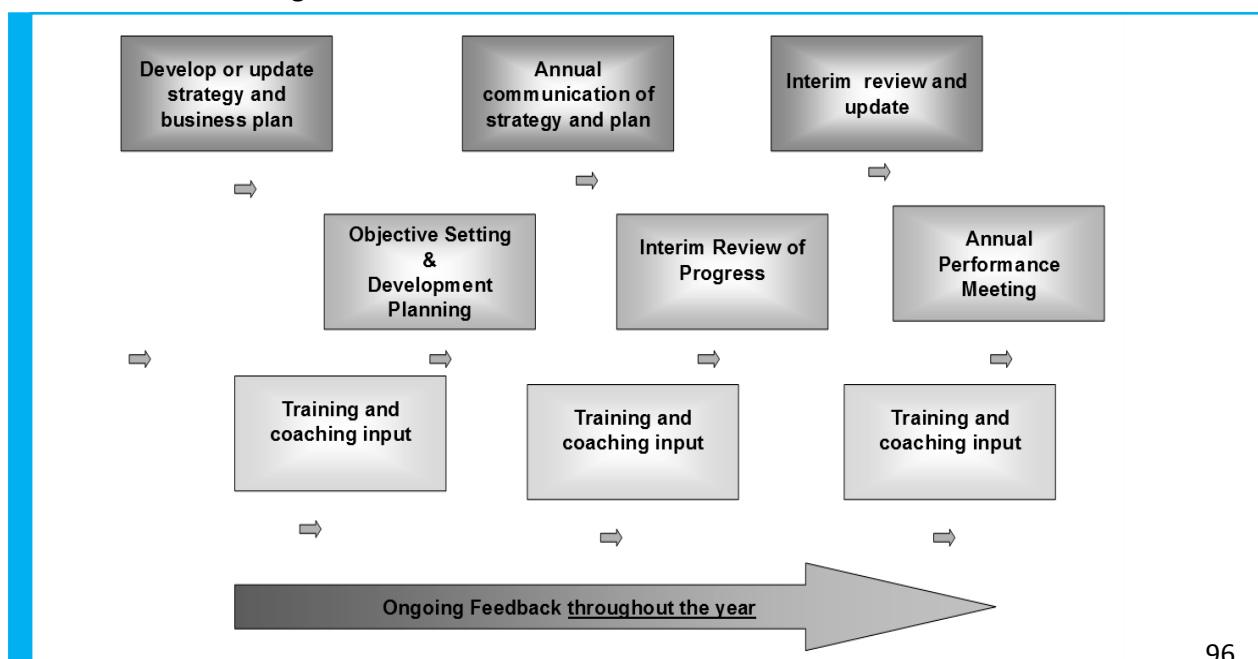 Develop or update
strategy and
business plan
Annual
communication of
strategy and plan
Interim review and
update
Objective Setting
&
Development
Planning
Interim Review of
Progress
Annual
Performance
Meeting
Training and
coaching input
Training and
coaching input
Training and
coaching input
Ongoing Feedback throughout the year
96